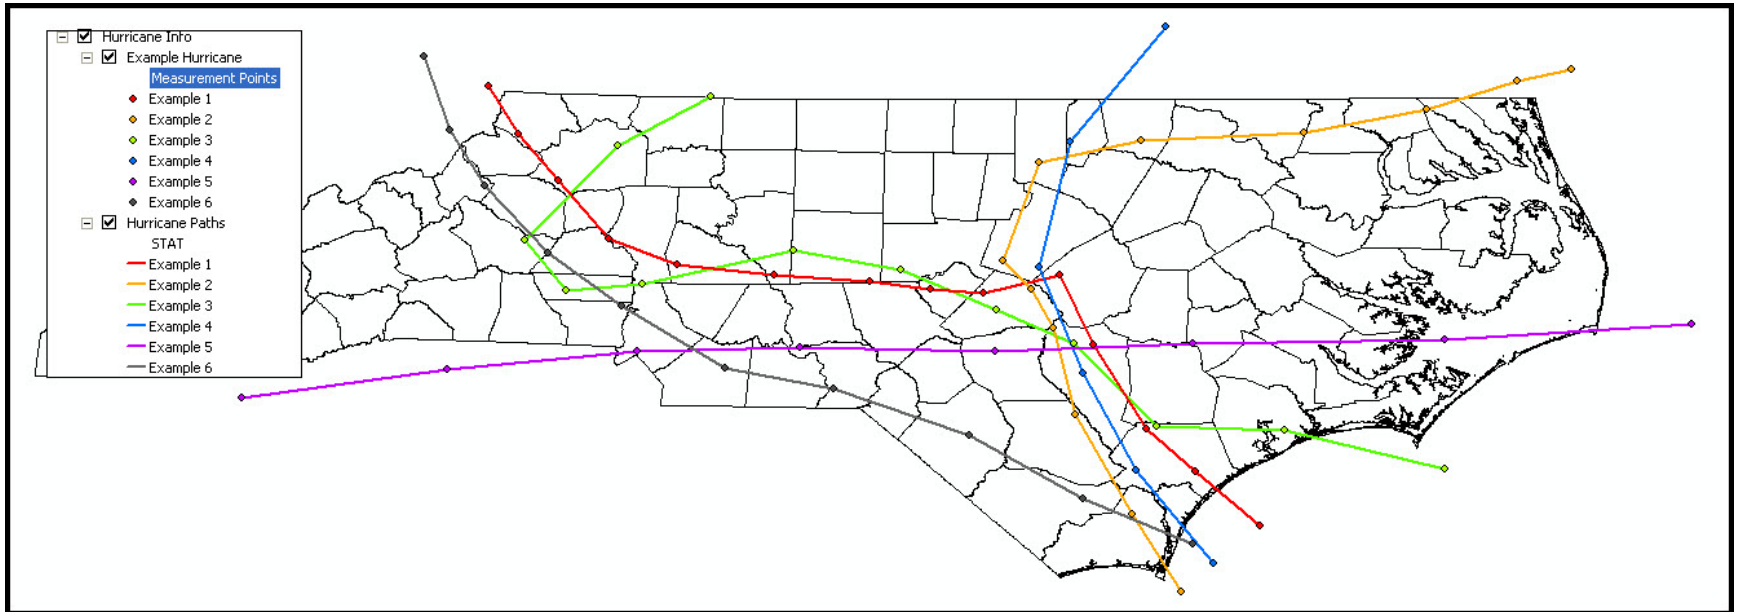 Hurricane Info
Example Hurricane
Measurement Points
Example 1
Example 2
Example 3
Example 4
Example 5
Example 6
Hurricane Paths
STAT
Example 1
Example 2
Example 3
Example 4
Example 5
Example 6